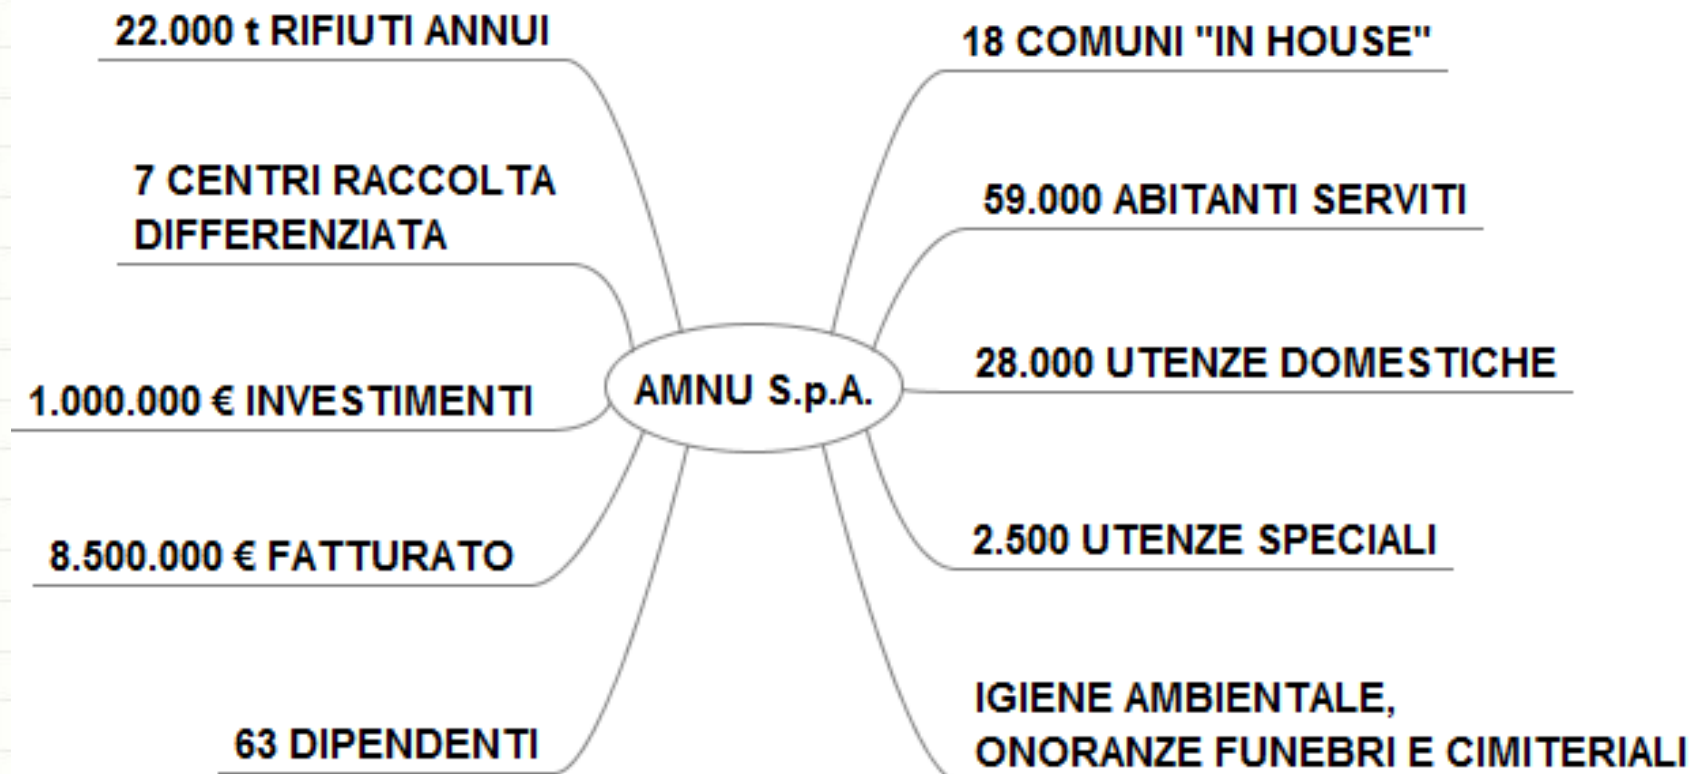 22.000 t RIFIUTI ANNUI
7 CENTRI RACCOLTA
DIFFERENZIATA
1.000.000 € INVESTIMENTI
8.500.000 € FATTURATO
63 DIPENDENTI
AMNU S.p.A.
18 COMUNI "IN HOUSE"
59.000 ABITANTI SERVITI
28.000 UTENZE DOMESTICHE
2.500 UTENZE SPECIALI
IGIENE AMBIENTALE,
ONORANZE FUNEBRI E CIMITERIALI